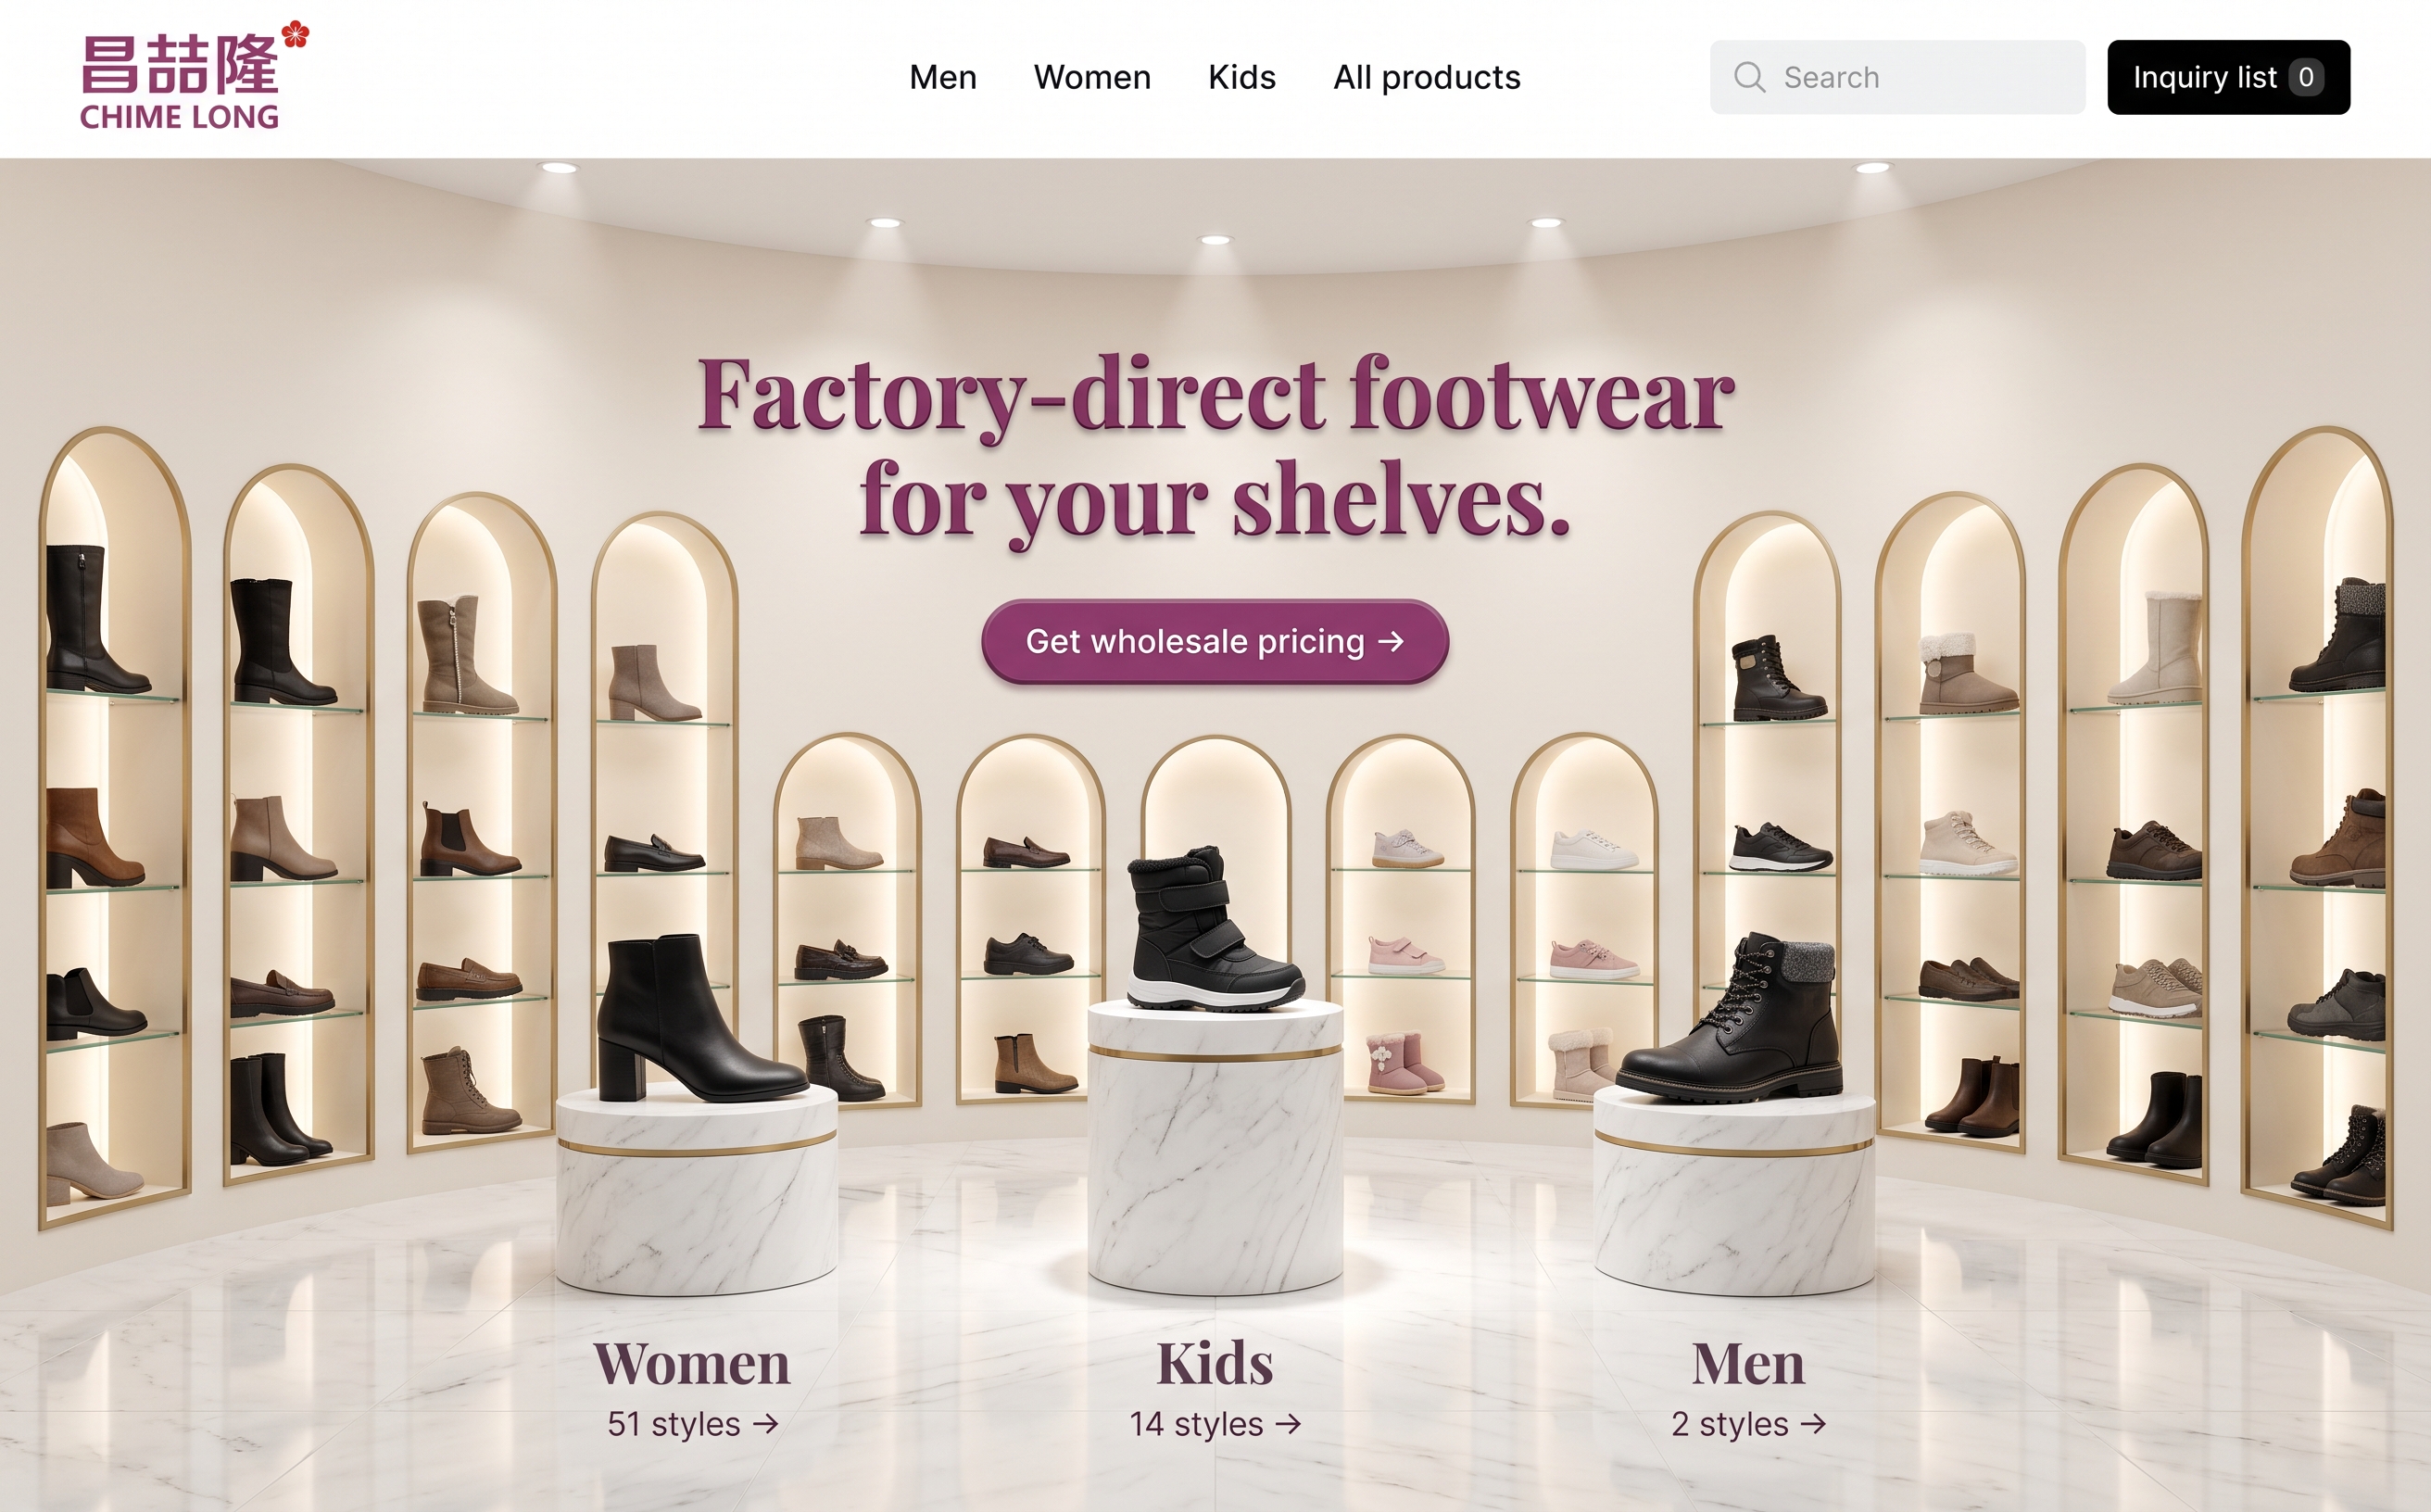 昌喆隆
CHIME LONG
Men
Women
Kids
All products
Search
Inquiry list 0
Factory-direct footwear
for your shelves.
Get wholesale pricing →
Women
51 styles →
Kids
14 styles →
Men
2 styles →